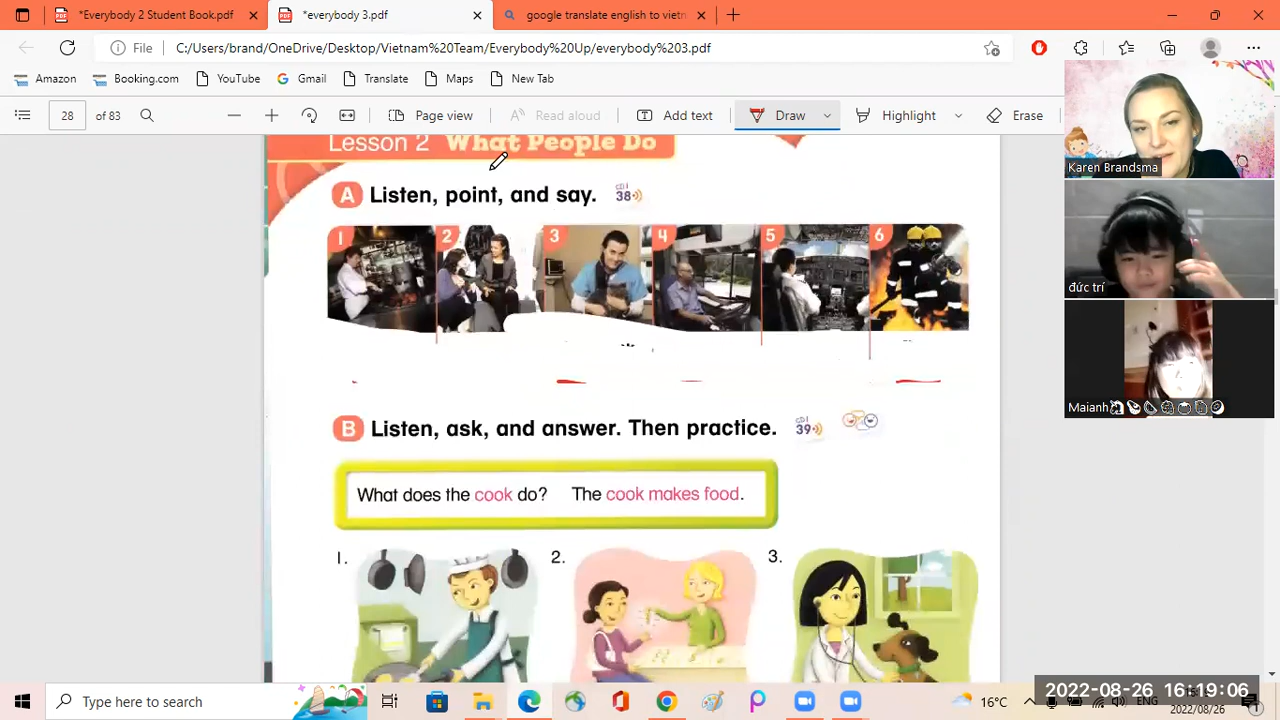 *Everybody 2 Student Book.pdf
*everybody 3.pdf
google translate english to vietn
File
C:/Users/brand/OneDrive/Desktop/Vietnam%20Team/Everybody%20Up/everybody%203.pdf
Amazon
Booking.com
YouTube
Gmail
Translate
Maps
New Tab
28 of 83
Page view
Read aloud
Add text
Draw
Highlight
Erase
Karen Brandsma
đức trí
Maianh
Lesson 2 What People Do
A Listen, point, and say. CD1 38
1 2 3 4 5 6
B Listen, ask, and answer. Then practice. CD1 39
What does the cook do? The cook makes food.
1. 2. 3.
Type here to search
16°C
ENG
2022-08-26 16:19:06
2022/08/26